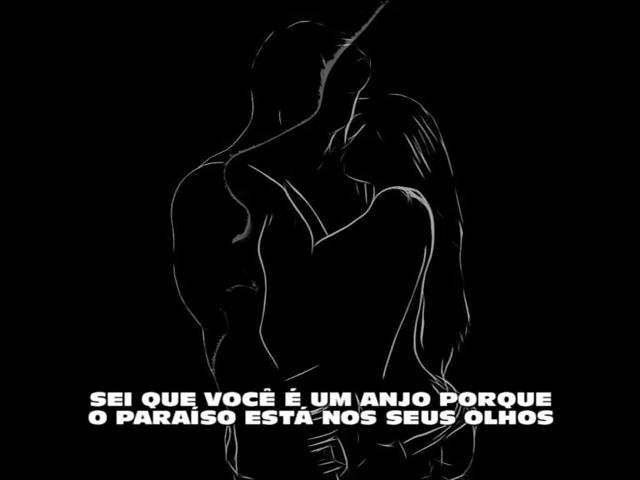 SEI QUE VOCÊ É UM ANJO PORQUE
O PARAÍSO ESTÁ NOS SEUS OLHOS